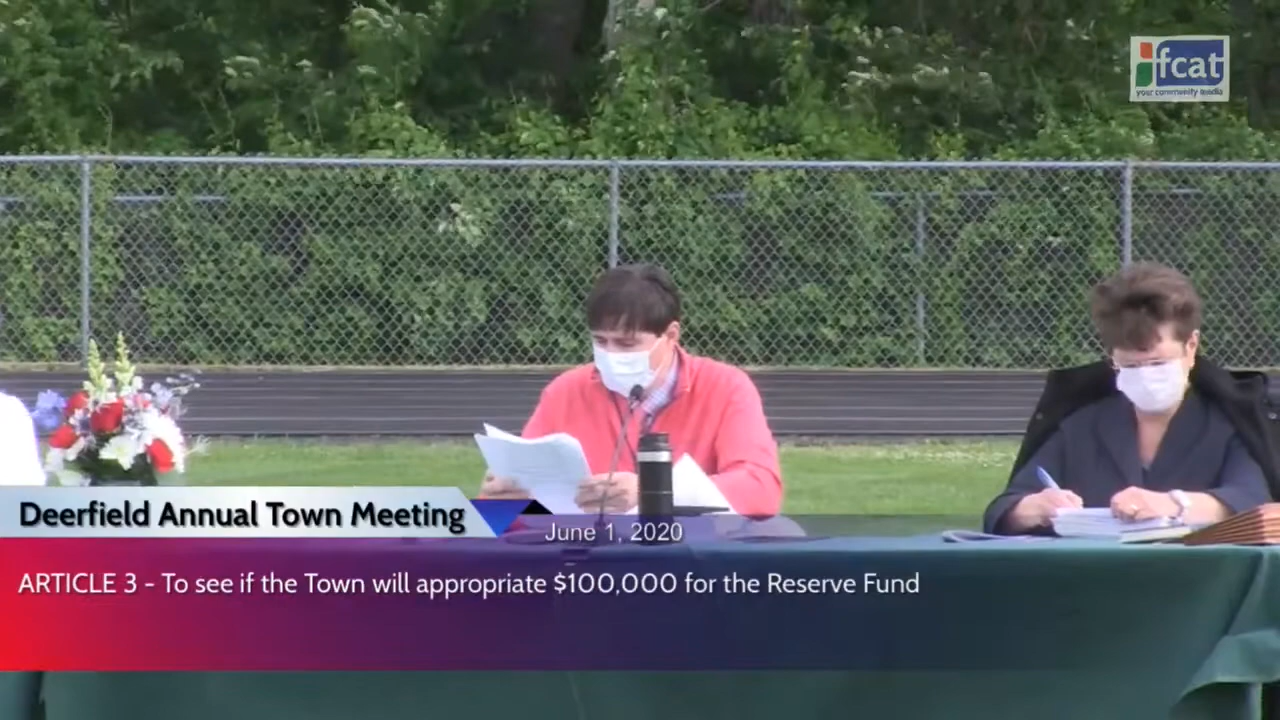 fcat
your community media
Deerfield Annual Town Meeting
June 1, 2020
ARTICLE 3 - To see if the Town will appropriate $100,000 for the Reserve Fund